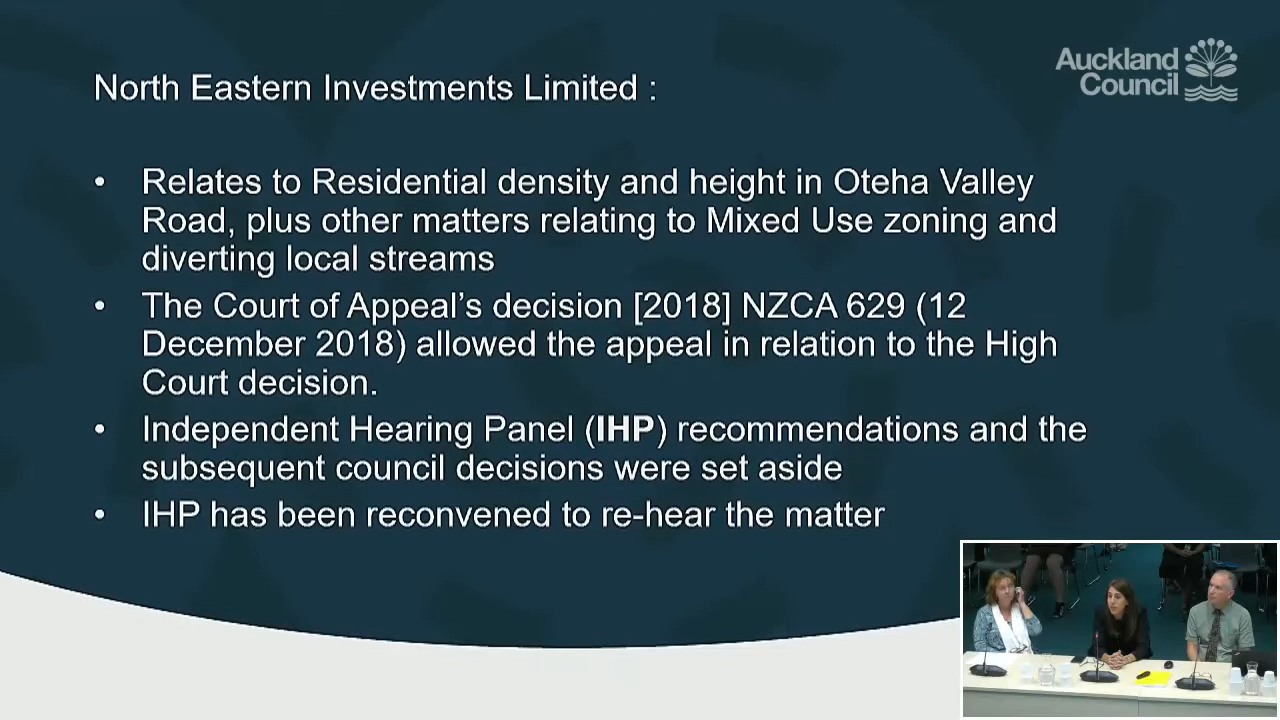 Auckland
Council
North Eastern Investments Limited :
• Relates to Residential density and height in Oteha Valley
Road, plus other matters relating to Mixed Use zoning and
diverting local streams
• The Court of Appeal’s decision [2018] NZCA 629 (12
December 2018) allowed the appeal in relation to the High
Court decision.
• Independent Hearing Panel (IHP) recommendations and the
subsequent council decisions were set aside
• IHP has been reconvened to re-hear the matter